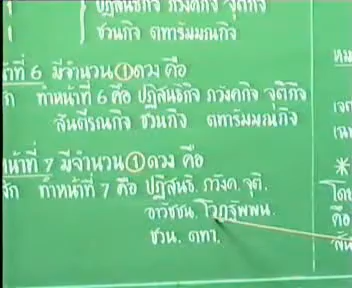 ปฏิสนธิกิจ ภวังคกิจ จุติกิจ
ชวนกิจ ตทารัมมณกิจ
ที่ 6 มีจำนวน ① ดวง คือ
จัก ทำหน้าที่ 6 คือ ปฏิสนธิกิจ ภวังคกิจ จุติกิจ
สันตีรณกิจ ชวนกิจ ตทารัมมณกิจ
หน้าที่ 7 มีจำนวน ① ดวง คือ
จัก ทำหน้าที่ 7 คือ ปฏิสนธิ. ภวังค. จุติ.
อาวัชชน. โวฏฐัพพน.
ชวน. ตทา.
หม
เจต
*
โดย
คือ
สัน